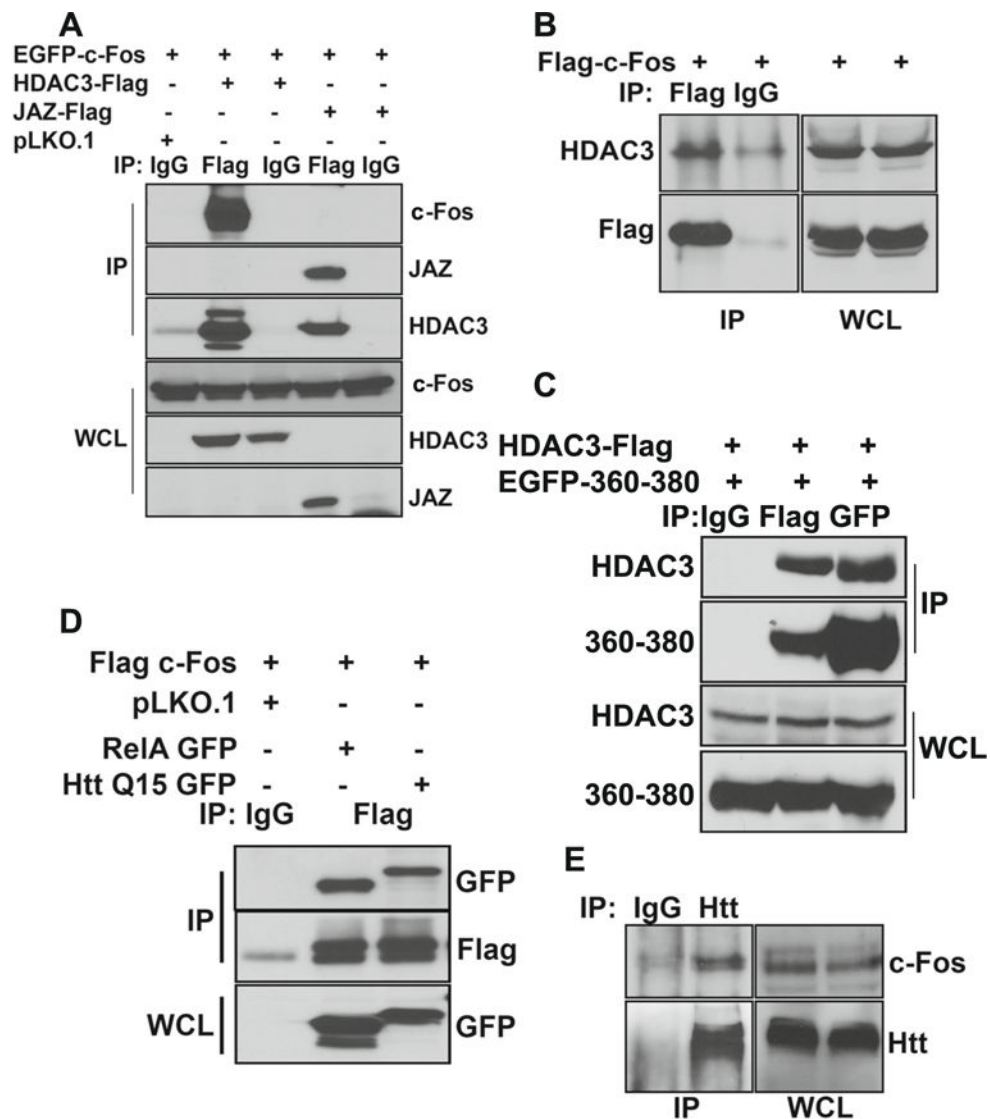 A
EGFP-c-Fos + + + + +
HDAC3-Flag - + + - -
JAZ-Flag - - - + +
pLKO.1 + - - - -
IP: IgG Flag IgG Flag IgG
c-Fos
IP
JAZ
HDAC3
c-Fos
WCL
HDAC3
JAZ
B
Flag-c-Fos + + + +
IP: Flag IgG
HDAC3
Flag
IP WCL
C
HDAC3-Flag + + +
EGFP-360-380 + + +
IP:IgG Flag GFP
HDAC3
IP
360-380
HDAC3
WCL
360-380
D
Flag c-Fos + + +
pLKO.1 + - -
RelA GFP - + -
Htt Q15 GFP - - +
IP: IgG Flag
GFP
IP
Flag
WCL
GFP
E
IP: IgG Htt
c-Fos
Htt
IP WCL